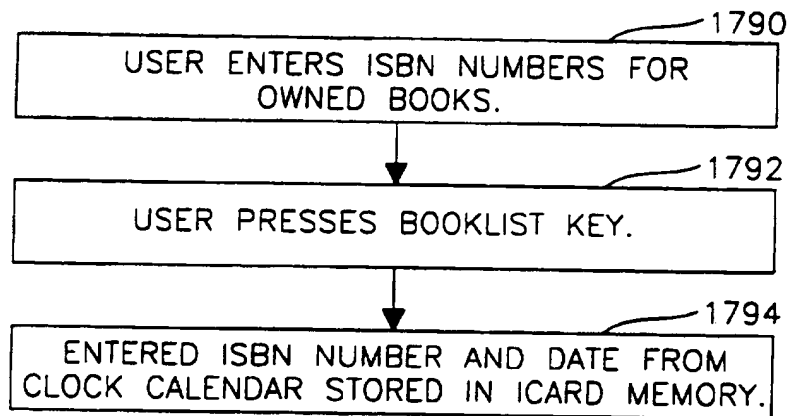 1790
USER ENTERS ISBN NUMBERS FOR
OWNED BOOKS.
1792
USER PRESSES BOOKLIST KEY.
1794
ENTERED ISBN NUMBER AND DATE FROM
CLOCK CALENDAR STORED IN ICARD MEMORY.